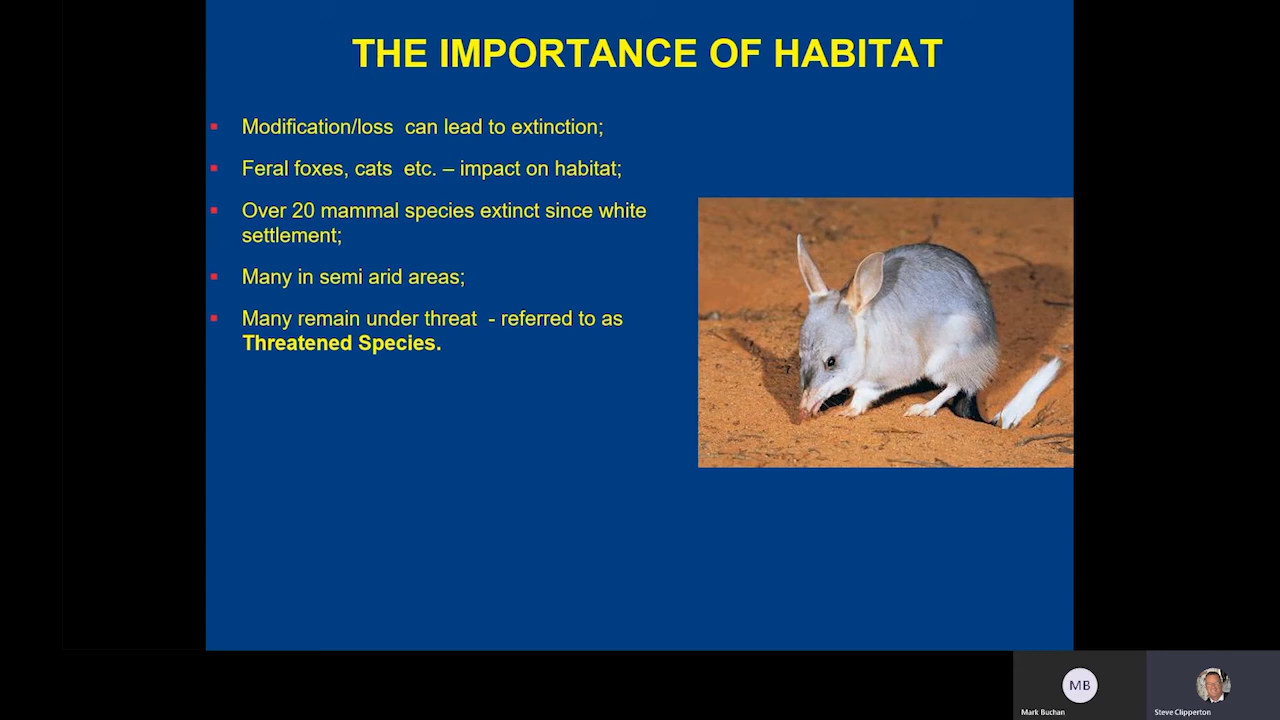 THE IMPORTANCE OF HABITAT
Modification/loss  can lead to extinction;
Feral foxes, cats  etc. – impact on habitat;
Over 20 mammal species extinct since white
settlement;
Many in semi arid areas;
Many remain under threat  - referred to as
Threatened Species.
MB
Mark Buchan
Steve Clipperton